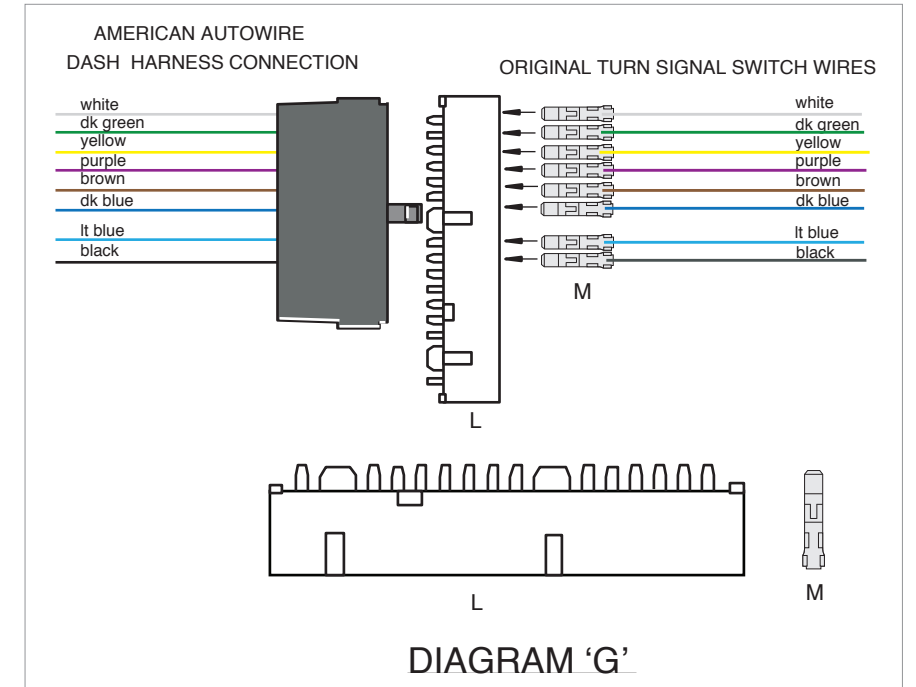 AMERICAN AUTOWIRE
DASH HARNESS CONNECTION
ORIGINAL TURN SIGNAL SWITCH WIRES
white
dk green
yellow
purple
brown
dk blue
lt blue
black
white
dk green
yellow
purple
brown
dk blue
lt blue
black
M
L
L
M
DIAGRAM ‘G’